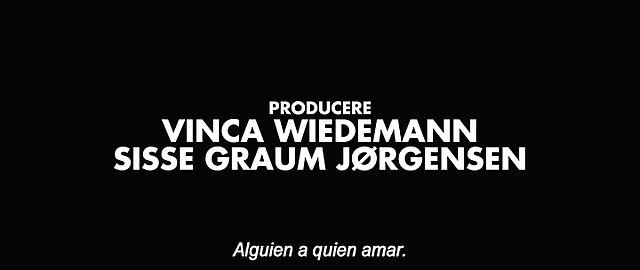 PRODUCERE
VINCA WIEDEMANN
SISSE GRAUM JØRGENSEN
Alguien a quien amar.